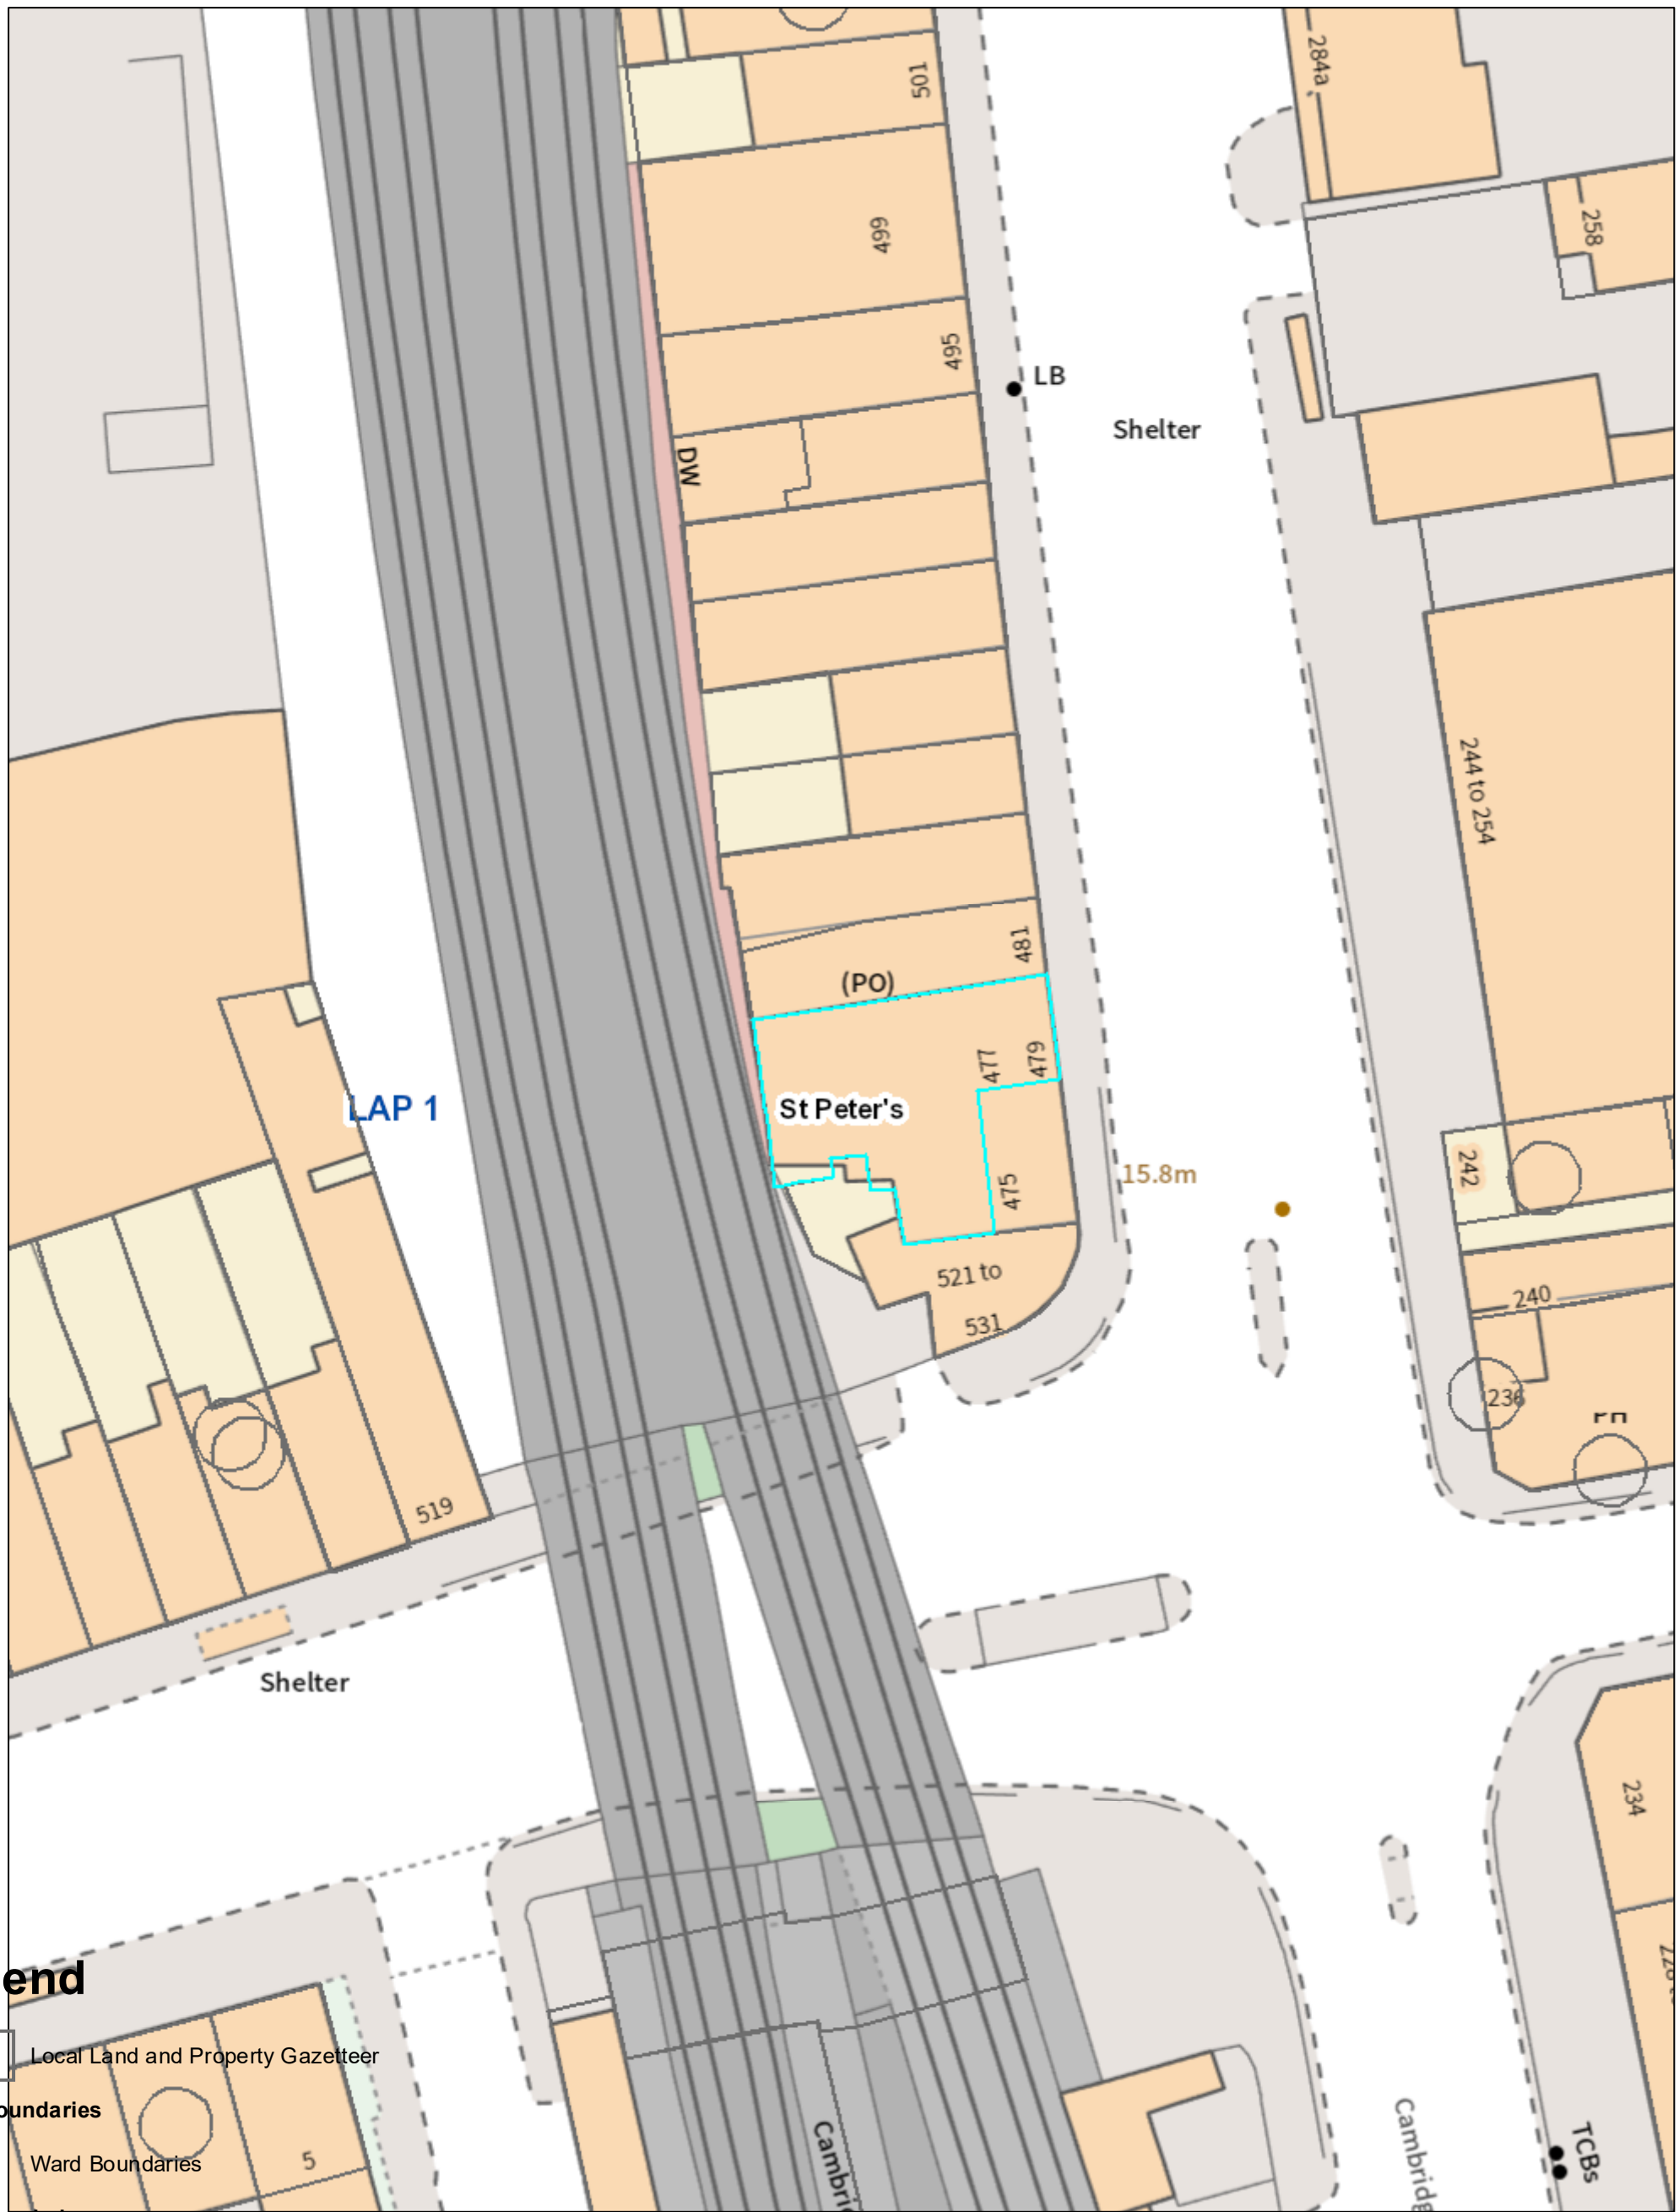 501
284a
499
258
495
LB
Shelter
DW
244 to 254
481
(PO)
477
479
St Peter's
LAP 1
475
15.8m
242
521 to
531
240
236
519
Shelter
234
end
Local Land and Property Gazetteer
oundaries
Ward Boundaries
5
Cambri
Cambridg
TCBs